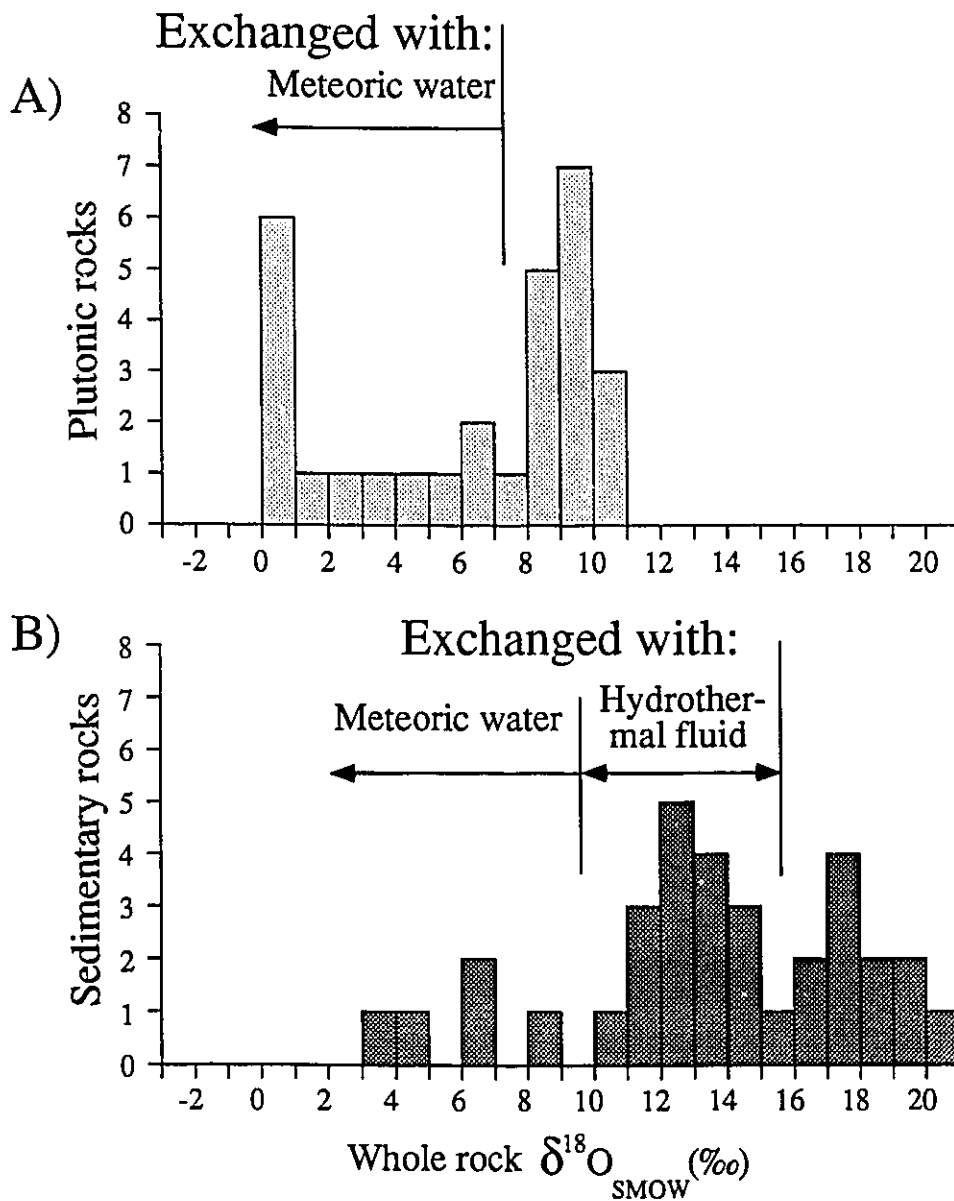 Exchanged with:
A)
Meteoric water
8
7
6
5
4
3
2
1
0
Plutonic rocks
-2 0 2 4 6 8 10 12 14 16 18 20
B)
Exchanged with:
Meteoric water
Hydrother-
mal fluid
8
7
6
5
4
3
2
1
0
Sedimentary rocks
-2 0 2 4 6 8 10 12 14 16 18 20
Whole rock δ¹⁸O SMOW (‰)